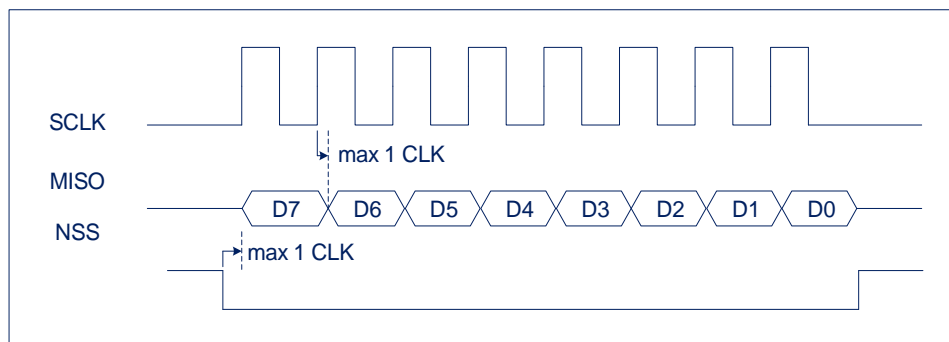 SCLK
max 1 CLK
MISO
D7 D6 D5 D4 D3 D2 D1 D0
NSS
max 1 CLK